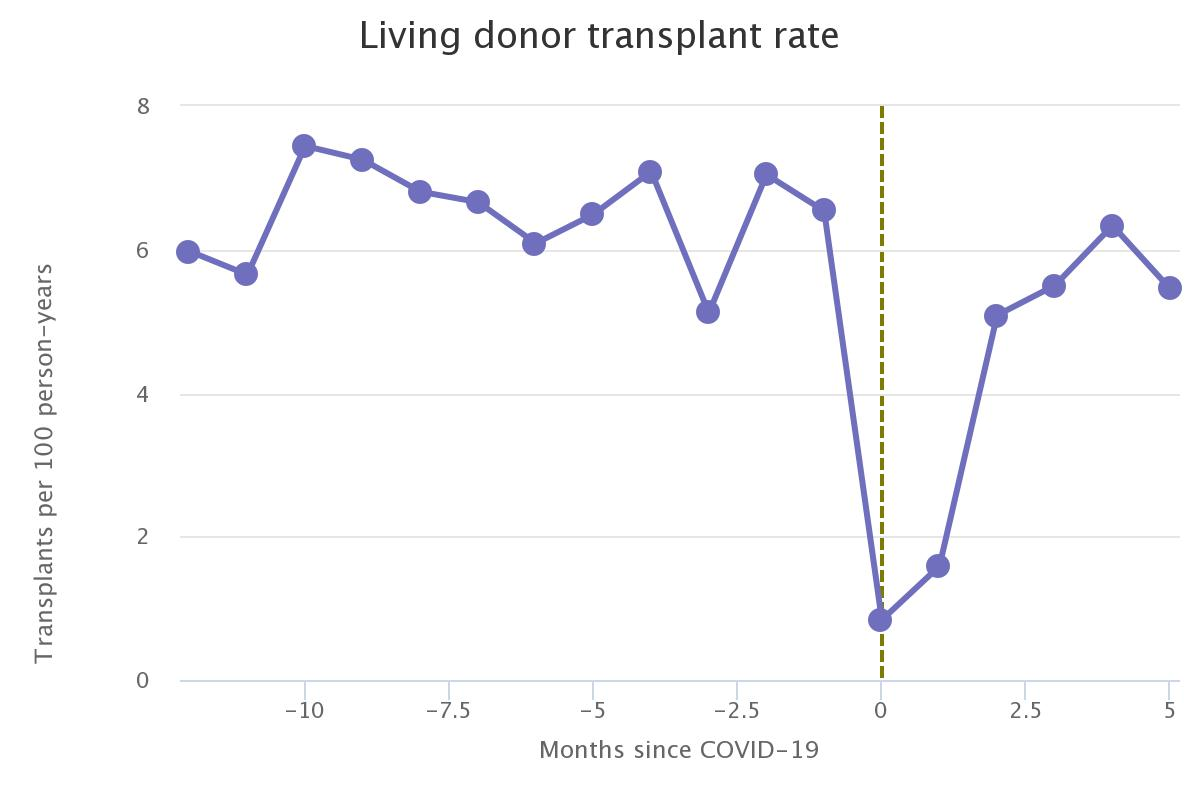 Living donor transplant rate
8
6
4
2
0
Transplants per 100 person−years
−10 −7.5 −5 −2.5 0 2.5 5
Months since COVID−19